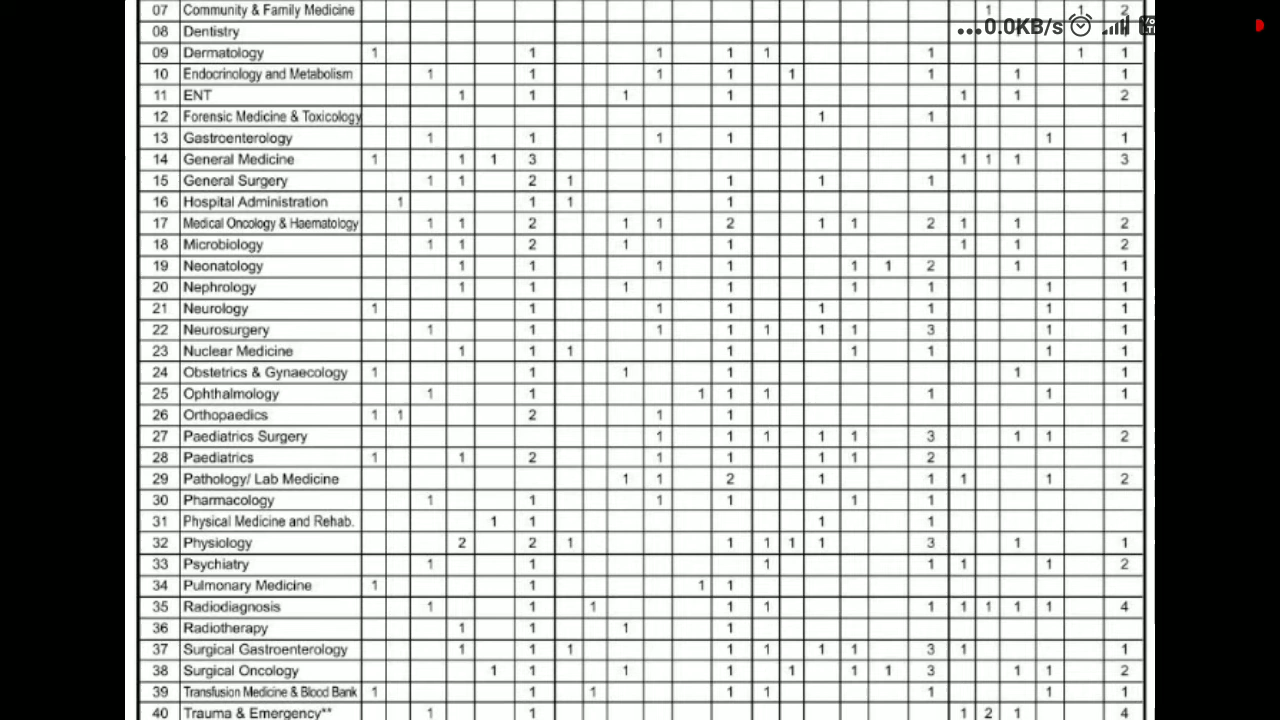 07 Community & Family Medicine 1 1 2
...0.0KB/s
08 Dentistry
09 Dermatology 1 1 1 1 1 1 1 1
10 Endocrinology and Metabolism 1 1 1 1 1 1 1 1
11 ENT 1 1 1 1 1 1 2
12 Forensic Medicine & Toxicology 1 1
13 Gastroenterology 1 1 1 1 1 1
14 General Medicine 1 1 1 3 1 1 1 3
15 General Surgery 1 1 2 1 1 1 1
16 Hospital Administration 1 1 1 1
17 Medical Oncology & Haematology 1 1 2 1 1 2 1 1 2 1 1 2
18 Microbiology 1 1 2 1 1 1 1 2
19 Neonatology 1 1 1 1 1 1 2 1 1
20 Nephrology 1 1 1 1 1 1 1 1
21 Neurology 1 1 1 1 1 1 1 1
22 Neurosurgery 1 1 1 1 1 1 1 3 1 1
23 Nuclear Medicine 1 1 1 1 1 1 1 1
24 Obstetrics & Gynaecology 1 1 1 1 1 1
25 Ophthalmology 1 1 1 1 1 1 1 1
26 Orthopaedics 1 1 2 1 1
27 Paediatrics Surgery 1 1 1 1 1 3 1 1 2
28 Paediatrics 1 1 2 1 1 1 1 2
29 Pathology/ Lab Medicine 1 1 2 1 1 1 1 2
30 Pharmacology 1 1 1 1 1 1
31 Physical Medicine and Rehab. 1 1 1 1
32 Physiology 2 2 1 1 1 1 1 3 1 1
33 Psychiatry 1 1 1 1 1 1 2
34 Pulmonary Medicine 1 1 1 1
35 Radiodiagnosis 1 1 1 1 1 1 1 1 1 1 4
36 Radiotherapy 1 1 1 1
37 Surgical Gastroenterology 1 1 1 1 1 1 1 3 1 1
38 Surgical Oncology 1 1 1 1 1 1 1 3 1 1 2
39 Transfusion Medicine & Blood Bank 1 1 1 1 1 1 1 1
40 Trauma & Emergency** 1 1 1 2 1 4